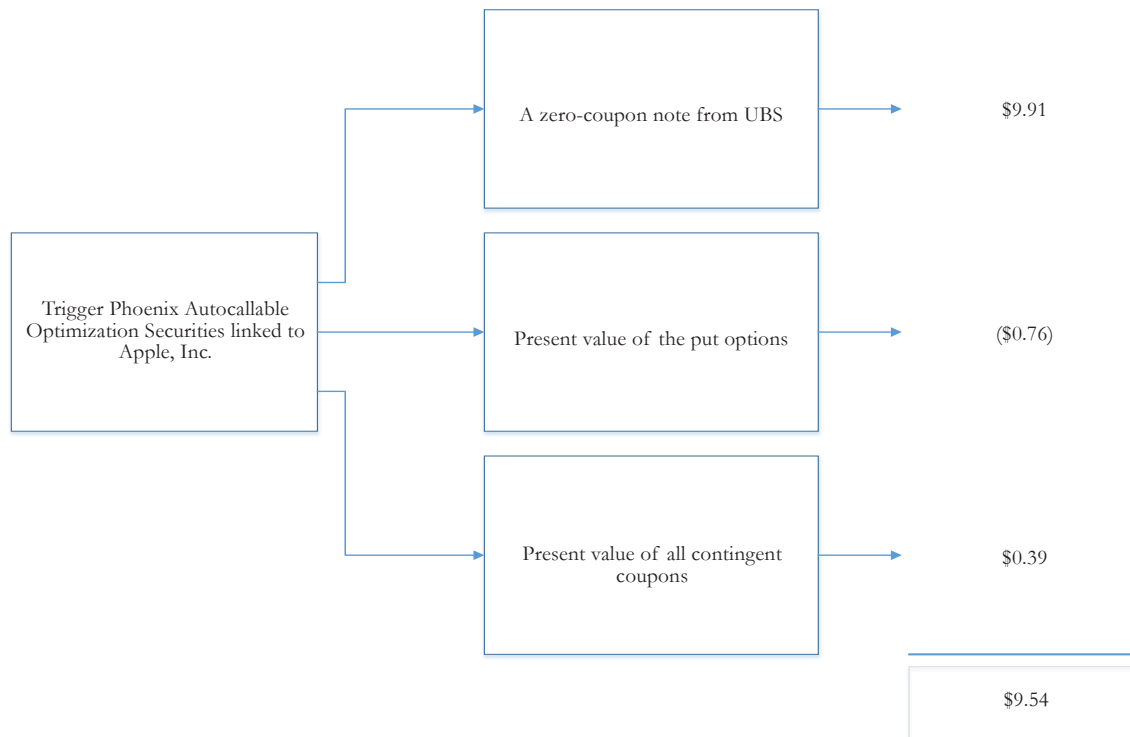 A zero-coupon note from UBS
$9.91
Trigger Phoenix Autocallable
Optimization Securities linked to
Apple, Inc.
Present value of the put options
($0.76)
Present value of all contingent
coupons
$0.39
$9.54